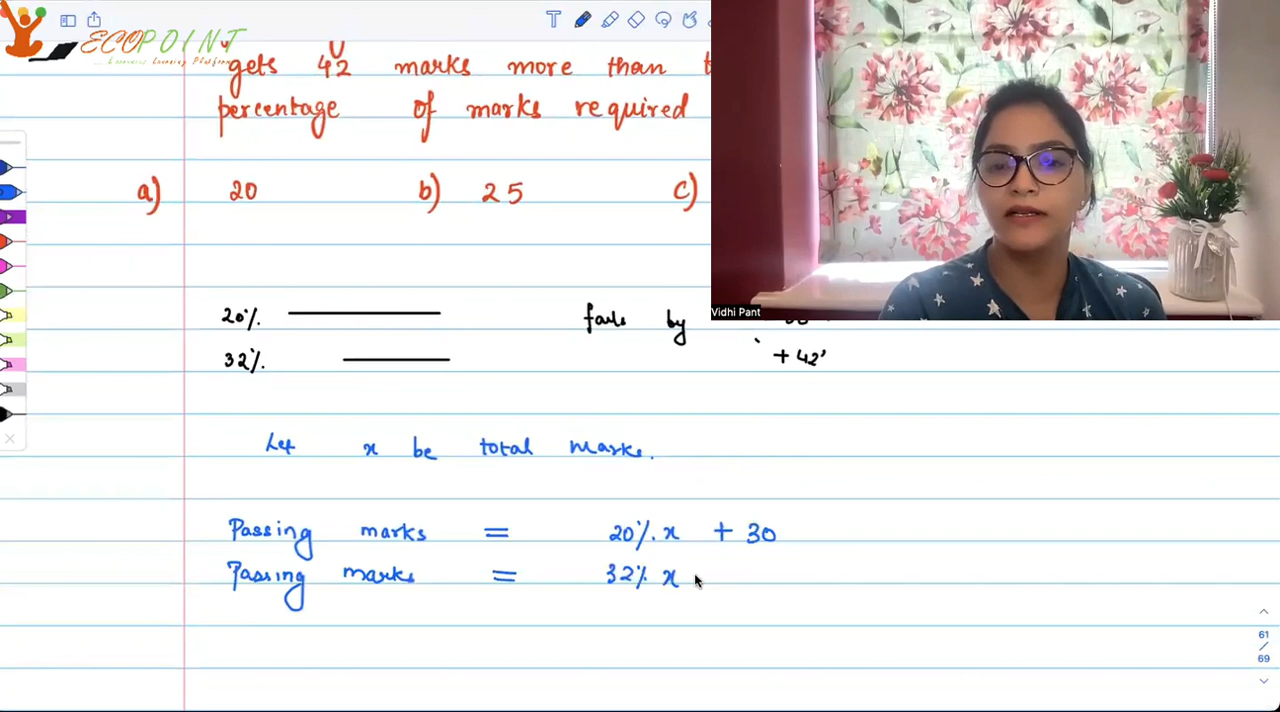 ECOPOINT
gets 42 marks more than
percentage of marks required
a) 20 b) 25 c)
20%. fails by
32%. + 42
Let x be total marks.
Passing marks = 20%.x + 30
Passing marks = 32% x
Vidhi Pant
61
/
69